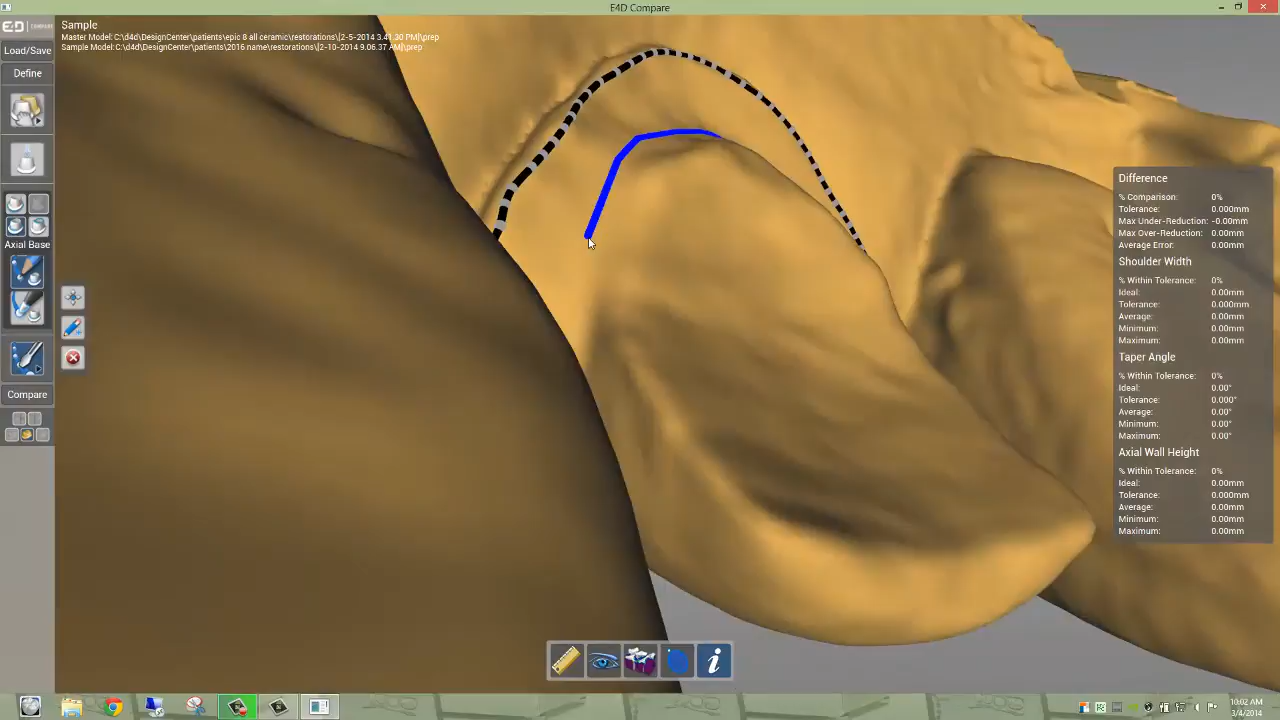 E4D Compare
E4D COMPARE
Sample
Master Model:C:\d4d\DesignCenter\patients\epic 8 all ceramic\restorations\[2-5-2014 3.41.30 PM]\prep
Sample Model:C:\d4d\DesignCenter\patients\2016 name\restorations\[2-10-2014 9.06.37 AM]\prep
Load/Save
Define
Axial Base
Compare
Difference
% Comparison: 0%
Tolerance: 0.000mm
Max Under-Reduction: -0.00mm
Max Over-Reduction: 0.00mm
Average Error: 0.00mm
Shoulder Width
% Within Tolerance: 0%
Ideal: 0.00mm
Tolerance: 0.000mm
Average: 0.00mm
Minimum: 0.00mm
Maximum: 0.00mm
Taper Angle
% Within Tolerance: 0%
Ideal: 0.00°
Tolerance: 0.000°
Average: 0.00°
Minimum: 0.00°
Maximum: 0.00°
Axial Wall Height
% Within Tolerance: 0%
Ideal: 0.00mm
Tolerance: 0.000mm
Average: 0.00mm
Minimum: 0.00mm
Maximum: 0.00mm
i
10:02 AM
3/4/2014